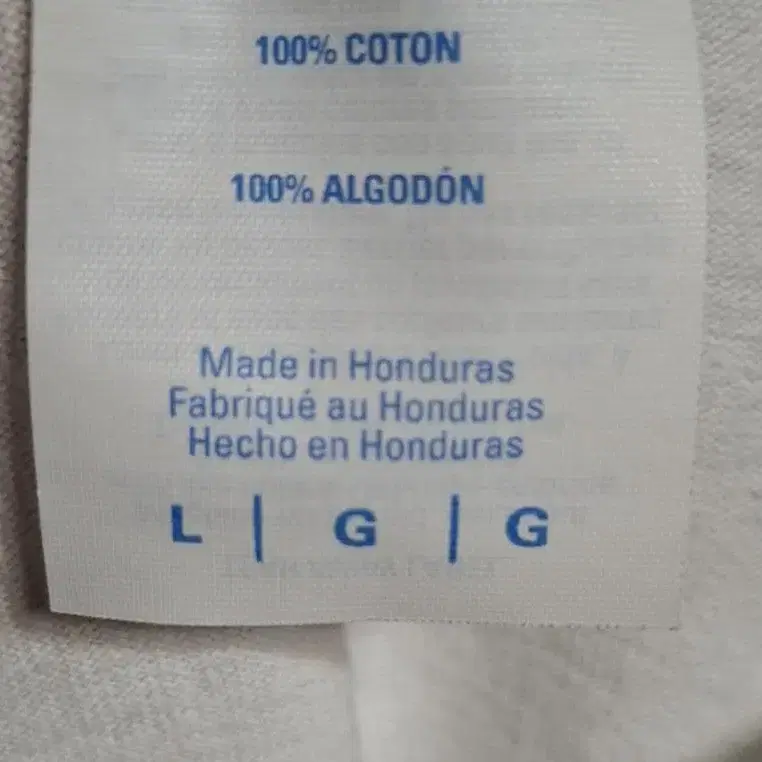 100% COTON
100% ALGODÓN
Made in Honduras
Fabriqué au Honduras
Hecho en Honduras
L | G | G